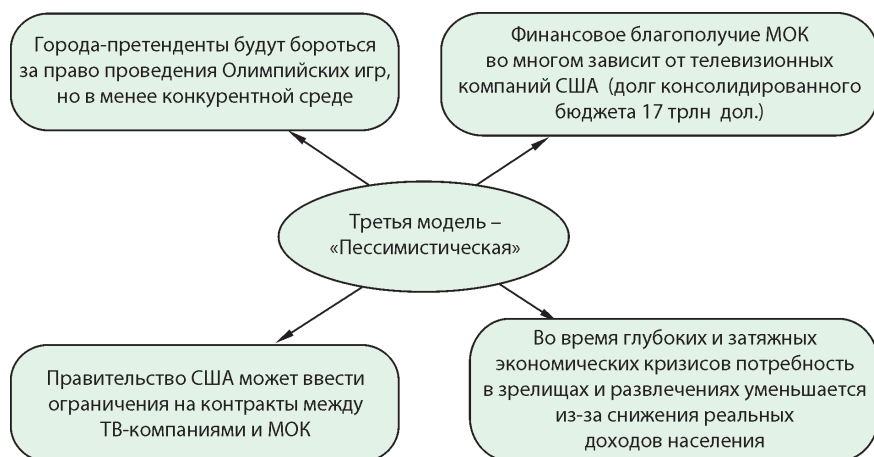 Города-претенденты будут бороться
за право проведения Олимпийских игр,
но в менее конкурентной среде
Финансовое благополучие МОК
во многом зависит от телевизионных
компаний США (долг консолидированного
бюджета 17 трлн дол.)
Третья модель –
«Пессимистическая»
Правительство США может ввести
ограничения на контракты между
ТВ-компаниями и МОК
Во время глубоких и затяжных
экономических кризисов потребность
в зрелищах и развлечениях уменьшается
из-за снижения реальных
доходов населения